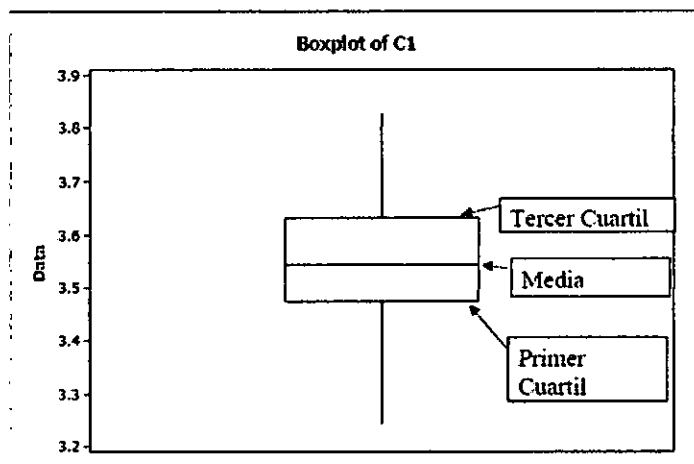 Boxplot of C1
3.9
3.8
3.7
3.6
3.5
3.4
3.3
3.2
Data
Tercer Cuartil
Media
Primer
Cuartil